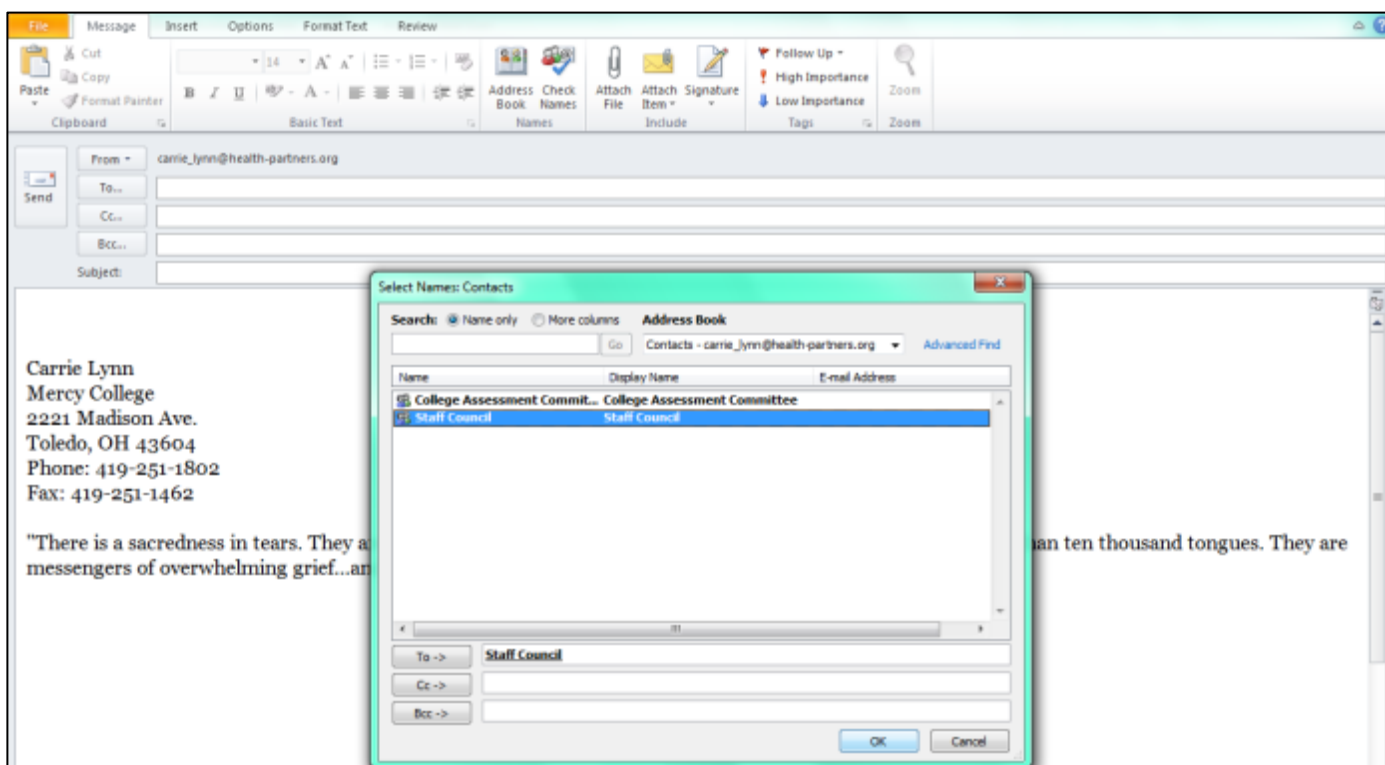 File Message Insert Options Format Text Review
Cut
Copy
Format Painter
Paste
Clipboard
14
B I U
Basic Text
Address Book
Check Names
Names
Attach File
Attach Item
Signature
Include
Follow Up
High Importance
Low Importance
Tags
Zoom
Zoom
Send
From carrie_lynn@health-partners.org
To...
Cc...
Bcc...
Subject:
Select Names: Contacts
Search: Name only More columns Address Book
Go Contacts - carrie_lynn@health-partners.org Advanced Find
Name Display Name E-mail Address
College Assessment Commit... College Assessment Committee
Staff Council Staff Council
To -> Staff Council
Cc ->
Bcc ->
OK Cancel
Carrie Lynn
Mercy College
2221 Madison Ave.
Toledo, OH 43604
Phone: 419-251-1802
Fax: 419-251-1462
"There is a sacredness in tears. They ten thousand tongues. They are
messengers of overwhelming grief...